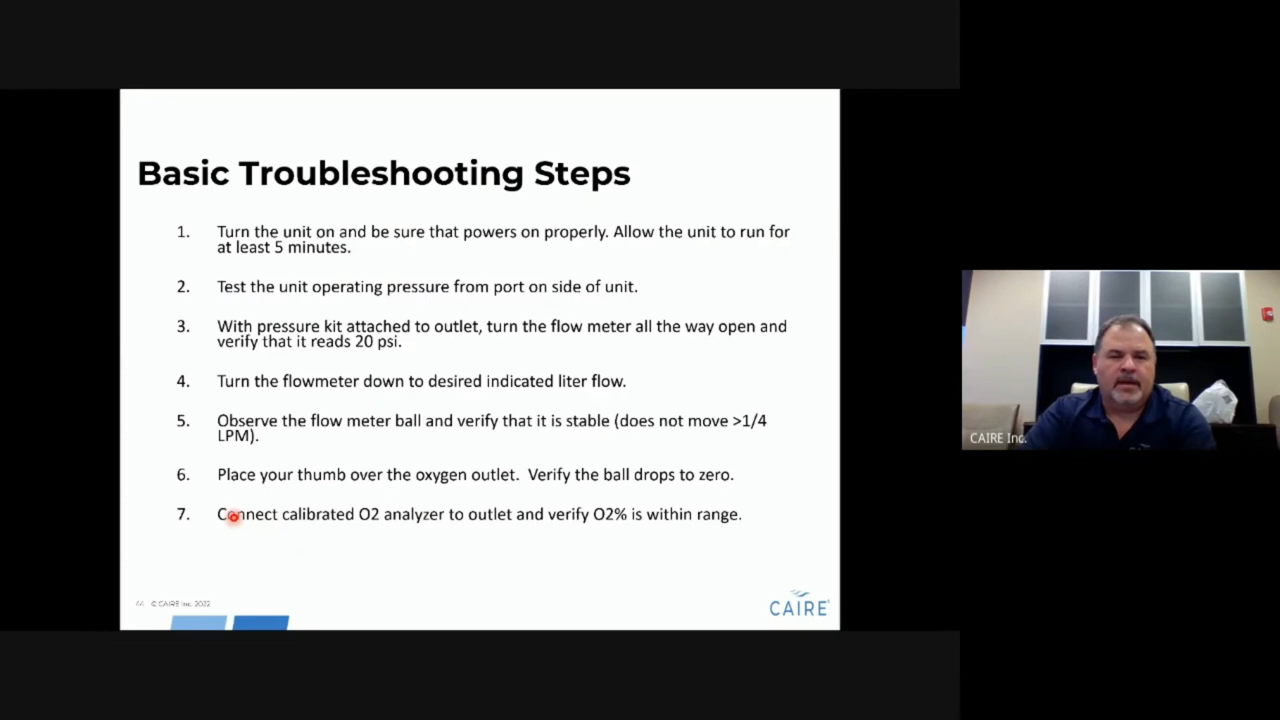 Basic Troubleshooting Steps
1. Turn the unit on and be sure that powers on properly. Allow the unit to run for
at least 5 minutes.
2. Test the unit operating pressure from port on side of unit.
3. With pressure kit attached to outlet, turn the flow meter all the way open and
verify that it reads 20 psi.
4. Turn the flowmeter down to desired indicated liter flow.
5. Observe the flow meter ball and verify that it is stable (does not move >1/4
LPM).
6. Place your thumb over the oxygen outlet. Verify the ball drops to zero.
7. Connect calibrated O2 analyzer to outlet and verify O2% is within range.
© CAIRE Inc. 2022
CAIRE
CAIRE Inc.